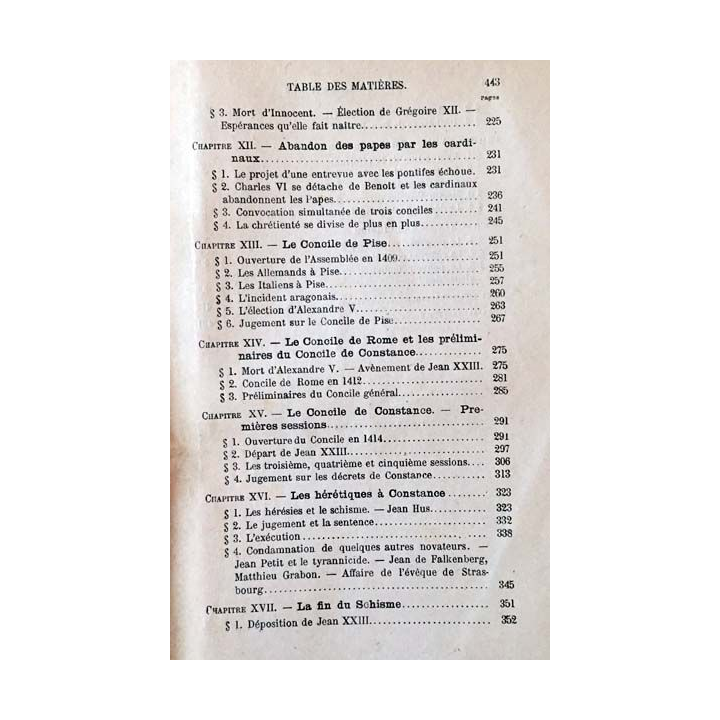 TABLE DES MATIÈRES. 443
Pages
§ 3. Mort d'Innocent. — Élection de Grégoire XII. —
Espérances qu'elle fait naître.................. 225
CHAPITRE XII. — Abandon des papes par les cardi-
naux.................................. 231
§ 1. Le projet d'une entrevue avec les pontifes échoue. 231
§ 2. Charles VI se détache de Benoît et les cardinaux
abandonnent les Papes........................ 236
§ 3. Convocation simultanée de trois conciles......... 241
§ 4. La chrétienté se divise de plus en plus.......... 245
CHAPITRE XIII. — Le Concile de Pise................. 251
§ 1. Ouverture de l'Assemblée en 1409............... 251
§ 2. Les Allemands à Pise........................ 255
§ 3. Les Italiens à Pise........................... 257
§ 4. L'incident aragonais......................... 260
§ 5. L'élection d'Alexandre V...................... 263
§ 6. Jugement sur le Concile de Pise................ 267
CHAPITRE XIV. — Le Concile de Rome et les prélimi-
naires du Concile de Constance............ 275
§ 1. Mort d'Alexandre V. — Avènement de Jean XXIII. 275
§ 2. Concile de Rome en 1412..................... 281
§ 3. Préliminaires du Concile général............... 285
CHAPITRE XV. — Le Concile de Constance. — Pre-
mières sessions........................... 291
§ 1. Ouverture du Concile en 1414.................. 291
§ 2. Départ de Jean XXIII......................... 297
§ 3. Les troisième, quatrième et cinquième sessions.... 306
§ 4. Jugement sur les décrets de Constance.......... 313
CHAPITRE XVI. — Les hérétiques à Constance........ 323
§ 1. Les hérésies et le schisme. — Jean Hus.......... 323
§ 2. Le jugement et la sentence.................... 332
§ 3. L'exécution................................. 338
§ 4. Condamnation de quelques autres novateurs. —
Jean Petit et le tyrannicide. — Jean de Falkenberg,
Matthieu Grabon. — Affaire de l'évêque de Stras-
bourg...................................... 345
CHAPITRE XVII. — La fin du Schisme................ 351
§ 1. Déposition de Jean XXIII...................... 352